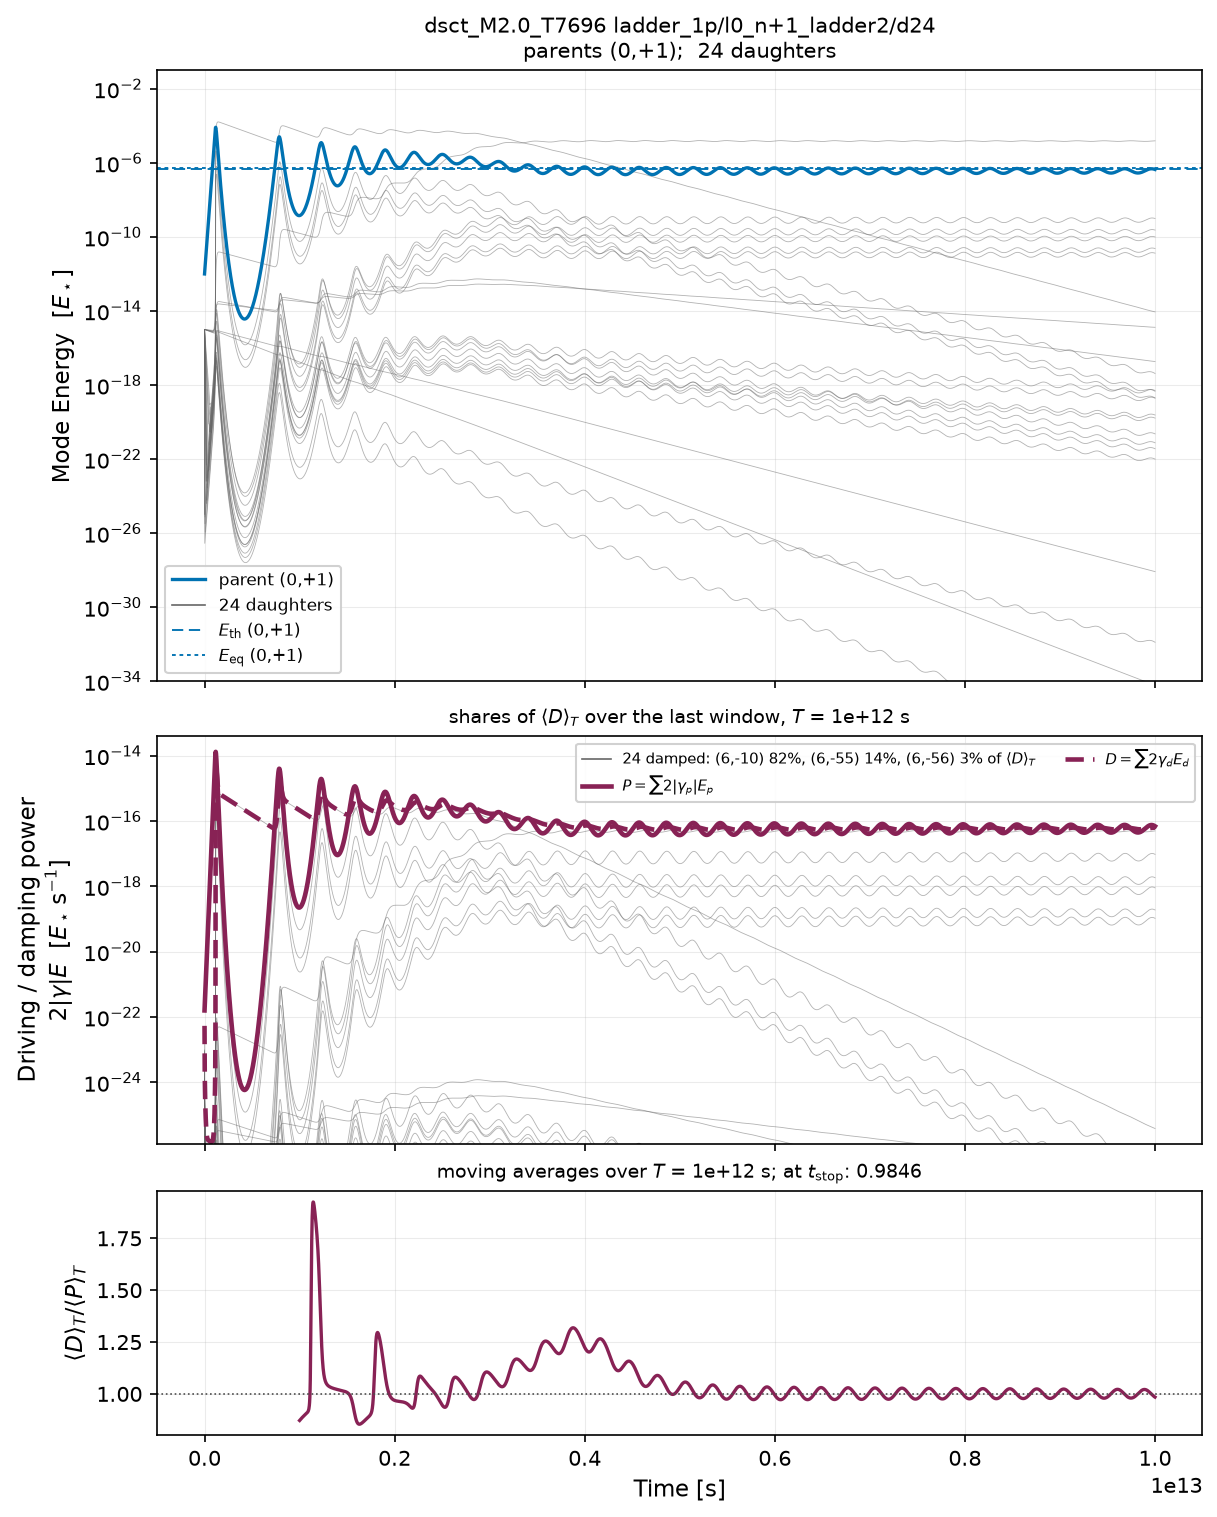 dsct_M2.0_T7696 ladder_1p/l0_n+1_ladder2/d24
parents (0,+1);  24 daughters
Mode Energy [E⋆]
10⁻²
10⁻⁶
10⁻¹⁰
10⁻¹⁴
10⁻¹⁸
10⁻²²
10⁻²⁶
10⁻³⁰
10⁻³⁴
parent (0,+1)
24 daughters
E_th (0,+1)
E_eq (0,+1)
shares of ⟨D⟩_T over the last window, T = 1e+12 s
Driving / damping power
2|γ|E [E⋆ s⁻¹]
10⁻¹⁴
10⁻¹⁶
10⁻¹⁸
10⁻²⁰
10⁻²²
10⁻²⁴
24 damped: (6,-10) 82%, (6,-55) 14%, (6,-56) 3% of ⟨D⟩_T
P = ∑2|γ_p|E_p
D = ∑2γ_d E_d
moving averages over T = 1e+12 s; at t_stop: 0.9846
⟨D⟩_T/⟨P⟩_T
1.75
1.50
1.25
1.00
0.0 0.2 0.4 0.6 0.8 1.0
1e13
Time [s]